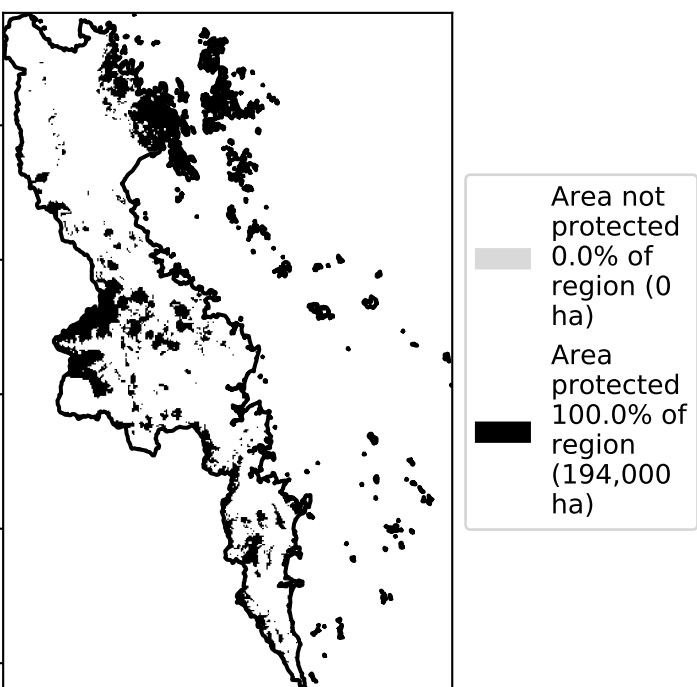 Area not
protected
0.0% of
region (0
ha)
Area
protected
100.0% of
region
(194,000
ha)